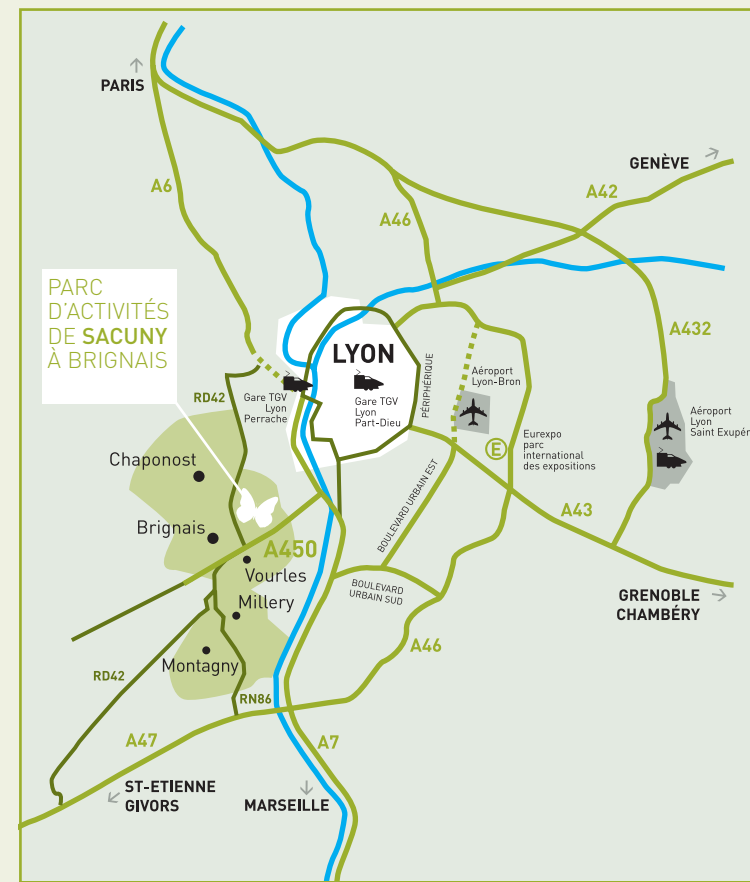 PARIS
GENÈVE
A6
A46
A42
PARC
D'ACTIVITÉS
DE SACUNY
À BRIGNAIS
A432
LYON
RD42
Gare TGV
Lyon
Perrache
Gare TGV
Lyon
Part-Dieu
PÉRIPHÉRIQUE
Aéroport
Lyon-Bron
Aéroport
Lyon
Saint Exupér
E
Eurexpo
parc
international
des expositions
Chaponost
Brignais
A450
BOULEVARD URBAIN EST
A43
Vourles
BOULEVARD
URBAIN SUD
Millery
GRENOBLE
CHAMBÉRY
A46
Montagny
RD42
RN86
A47
A7
ST-ETIENNE
GIVORS
MARSEILLE